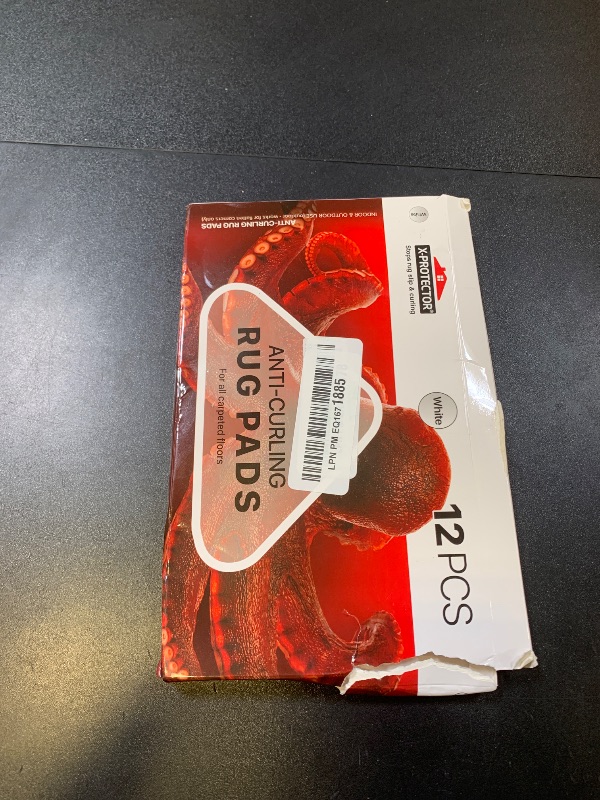 X-PROTECTOR®
Stops rug slip & curling
White
12 PCS
White
ANTI-CURLING
RUG PADS
For all carpeted floors
LPN PM EQ1671885
ANTI-CURLING RUG PADS
INDOOR & OUTDOOR USE